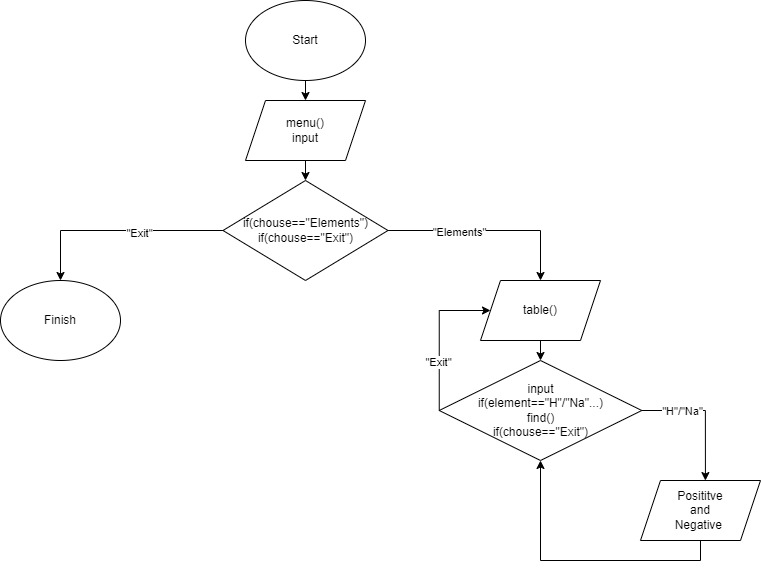 Start
menu()
input
if(chouse=="Elements")
if(chouse=="Exit")
"Exit"
"Elements"
Finish
table()
"Exit"
input
if(element=="H"/"Na"...)
find()
if(chouse=="Exit")
"H"/"Na"
Posititve
and
Negative